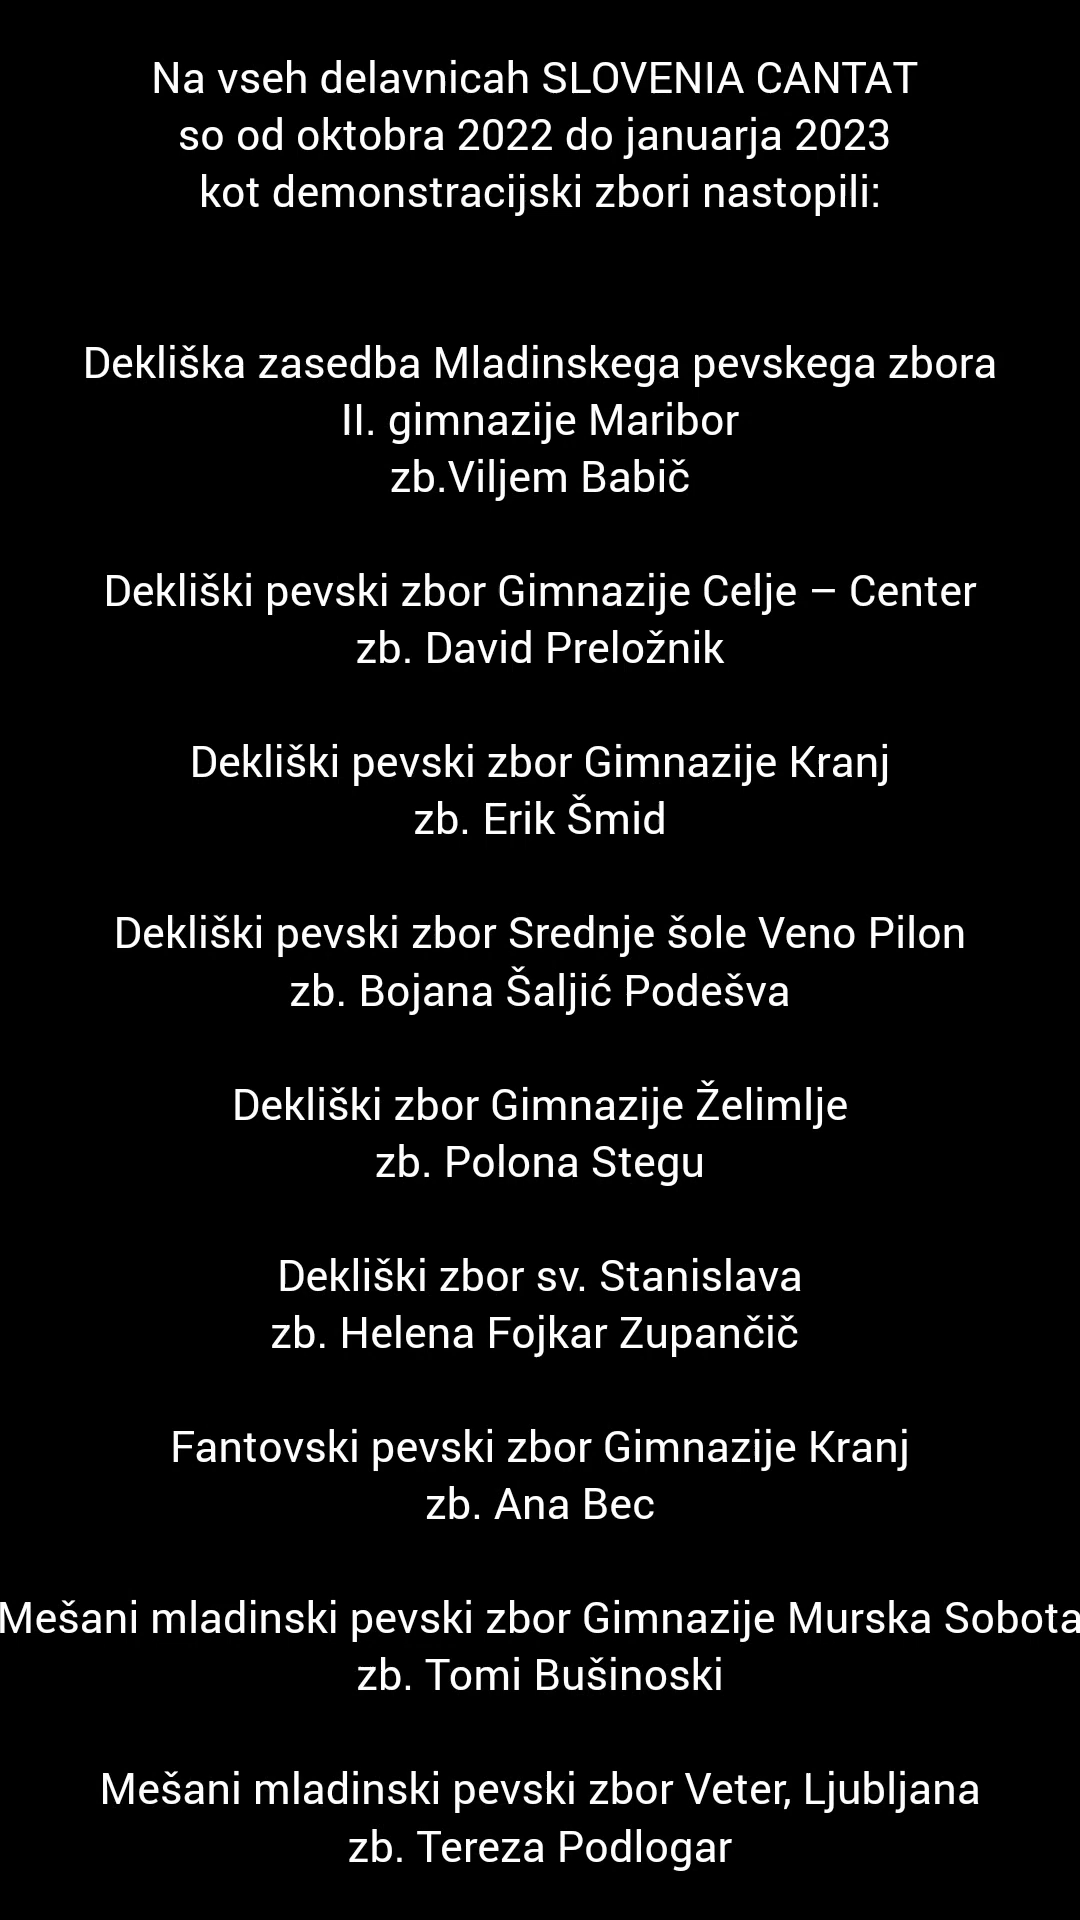 Na vseh delavnicah SLOVENIA CANTAT
so od oktobra 2022 do januarja 2023
kot demonstracijski zbori nastopili:
Dekliška zasedba Mladinskega pevskega zbora
II. gimnazije Maribor
zb.Viljem Babič
Dekliški pevski zbor Gimnazije Celje – Center
zb. David Preložnik
Dekliški pevski zbor Gimnazije Kranj
zb. Erik Šmid
Dekliški pevski zbor Srednje šole Veno Pilon
zb. Bojana Šaljić Podešva
Dekliški zbor Gimnazije Želimlje
zb. Polona Stegu
Dekliški zbor sv. Stanislava
zb. Helena Fojkar Zupančič
Fantovski pevski zbor Gimnazije Kranj
zb. Ana Bec
Mešani mladinski pevski zbor Gimnazije Murska Sobota
zb. Tomi Bušinoski
Mešani mladinski pevski zbor Veter, Ljubljana
zb. Tereza Podlogar